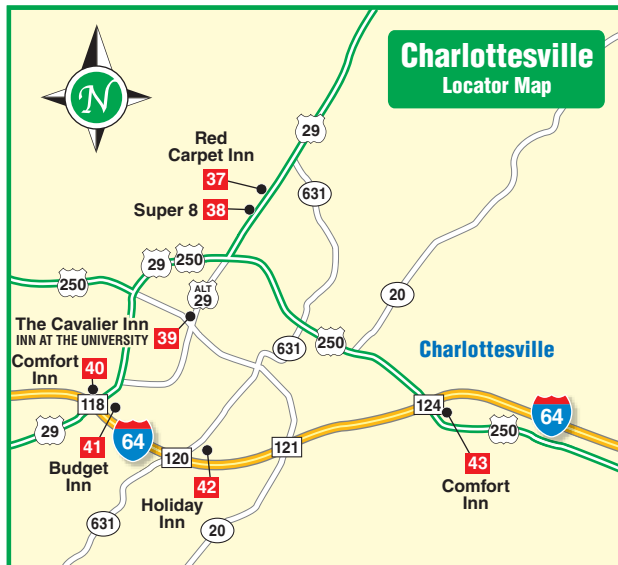 Charlottesville
Locator Map
N
29
Red
Carpet Inn
37
631
Super 8
38
29
250
250
ALT
29
20
The Cavalier Inn
INN AT THE UNIVERSITY
39
631
250
Charlottesville
Comfort
Inn
40
118
124
64
29
41
64
250
Budget
Inn
120
121
42
43
Holiday
Inn
Comfort
Inn
631
20